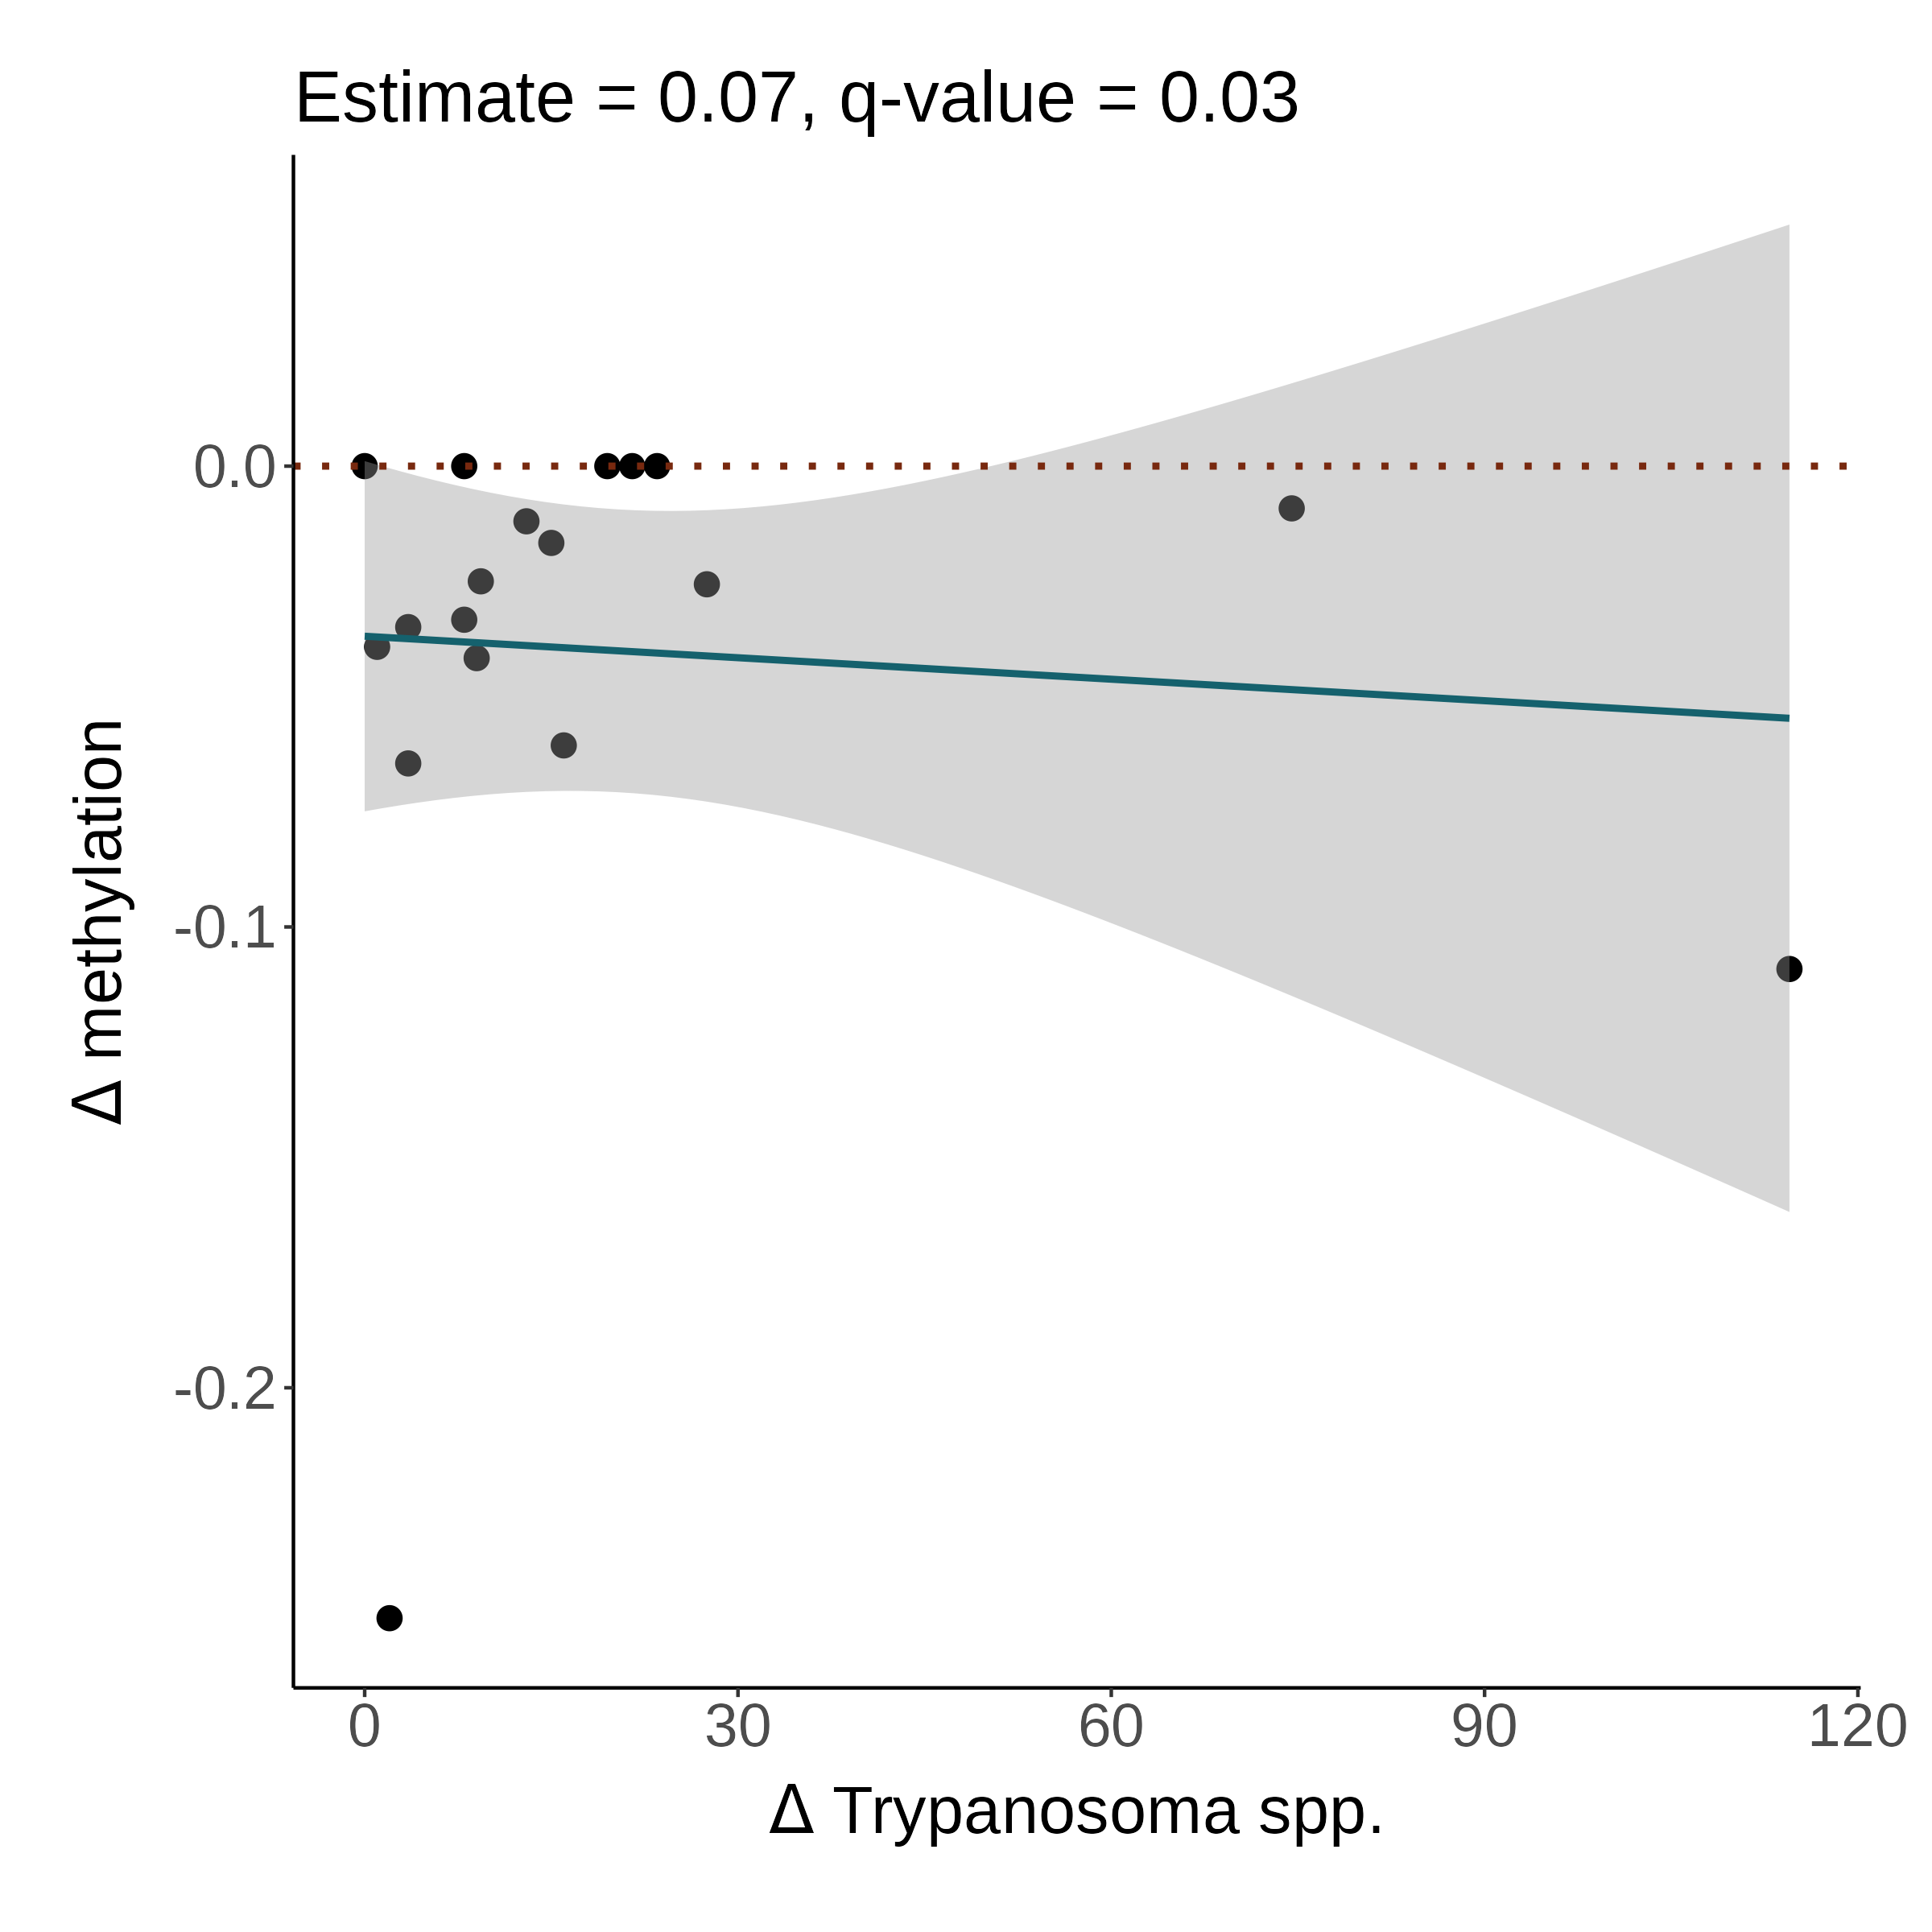 Estimate = 0.07, q-value = 0.03
0.0
-0.1
-0.2
Δ methylation
0 30 60 90 120
Δ Trypanosoma spp.